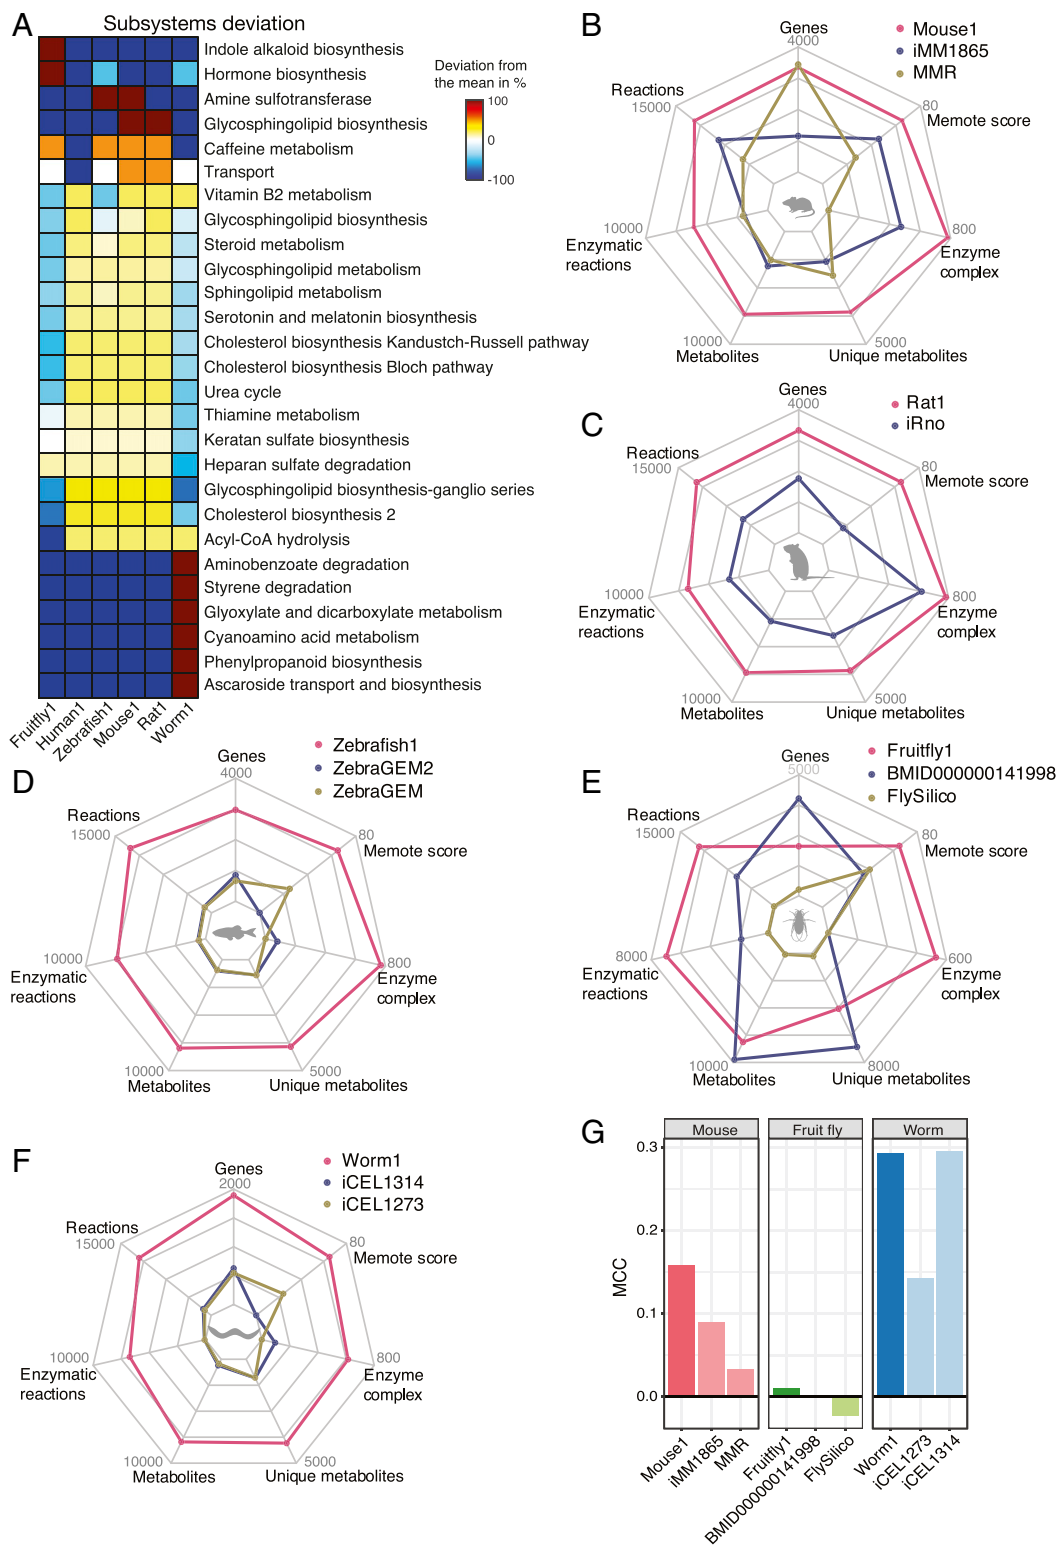 A
Subsystems deviation
Indole alkaloid biosynthesis
Hormone biosynthesis
Amine sulfotransferase
Glycosphingolipid biosynthesis
Caffeine metabolism
Transport
Vitamin B2 metabolism
Glycosphingolipid biosynthesis
Steroid metabolism
Glycosphingolipid metabolism
Sphingolipid metabolism
Serotonin and melatonin biosynthesis
Cholesterol biosynthesis Kandustch-Russell pathway
Cholesterol biosynthesis Bloch pathway
Urea cycle
Thiamine metabolism
Keratan sulfate biosynthesis
Heparan sulfate degradation
Glycosphingolipid biosynthesis-ganglio series
Cholesterol biosynthesis 2
Acyl-CoA hydrolysis
Aminobenzoate degradation
Styrene degradation
Glyoxylate and dicarboxylate metabolism
Cyanoamino acid metabolism
Phenylpropanoid biosynthesis
Ascaroside transport and biosynthesis
Fruitfly1
Human1
Zebrafish1
Mouse1
Rat1
Worm1
Deviation from
the mean in %
100
0
-100
B
Mouse1
iMM1865
MMR
Genes
4000
80
Memote score
800
Enzyme
complex
5000
Unique metabolites
10000
Metabolites
10000
Enzymatic
reactions
Reactions
15000
C
Rat1
iRno
Genes
4000
80
Memote score
800
Enzyme
complex
5000
Unique metabolites
10000
Metabolites
10000
Enzymatic
reactions
Reactions
15000
D
Zebrafish1
ZebraGEM2
ZebraGEM
Genes
4000
80
Memote score
800
Enzyme
complex
5000
Unique metabolites
10000
Metabolites
10000
Enzymatic
reactions
Reactions
15000
E
Fruitfly1
BMID000000141998
FlySilico
Genes
5000
80
Memote score
600
Enzyme
complex
8000
Unique metabolites
10000
Metabolites
8000
Enzymatic
reactions
Reactions
15000
F
Worm1
iCEL1314
iCEL1273
Genes
2000
80
Memote score
800
Enzyme
complex
5000
Unique metabolites
10000
Metabolites
10000
Enzymatic
reactions
Reactions
15000
G
Mouse
Fruit fly
Worm
MCC
0.3
0.2
0.1
0.0
Mouse1
iMM1865
MMR
Fruitfly1
BMID000000141998
FlySilico
Worm1
iCEL1273
iCEL1314